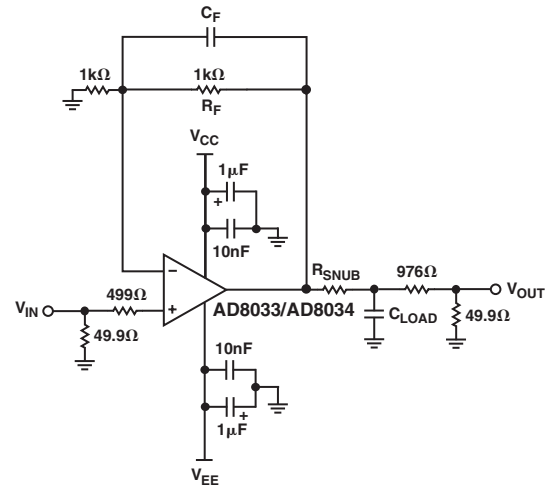 CF
1kΩ
1kΩ
RF
VCC
1μF
+
10nF
RSNUB
976Ω
VOUT
−
VIN
499Ω
+
AD8033/AD8034
CLOAD
49.9Ω
49.9Ω
10nF
+
1μF
VEE